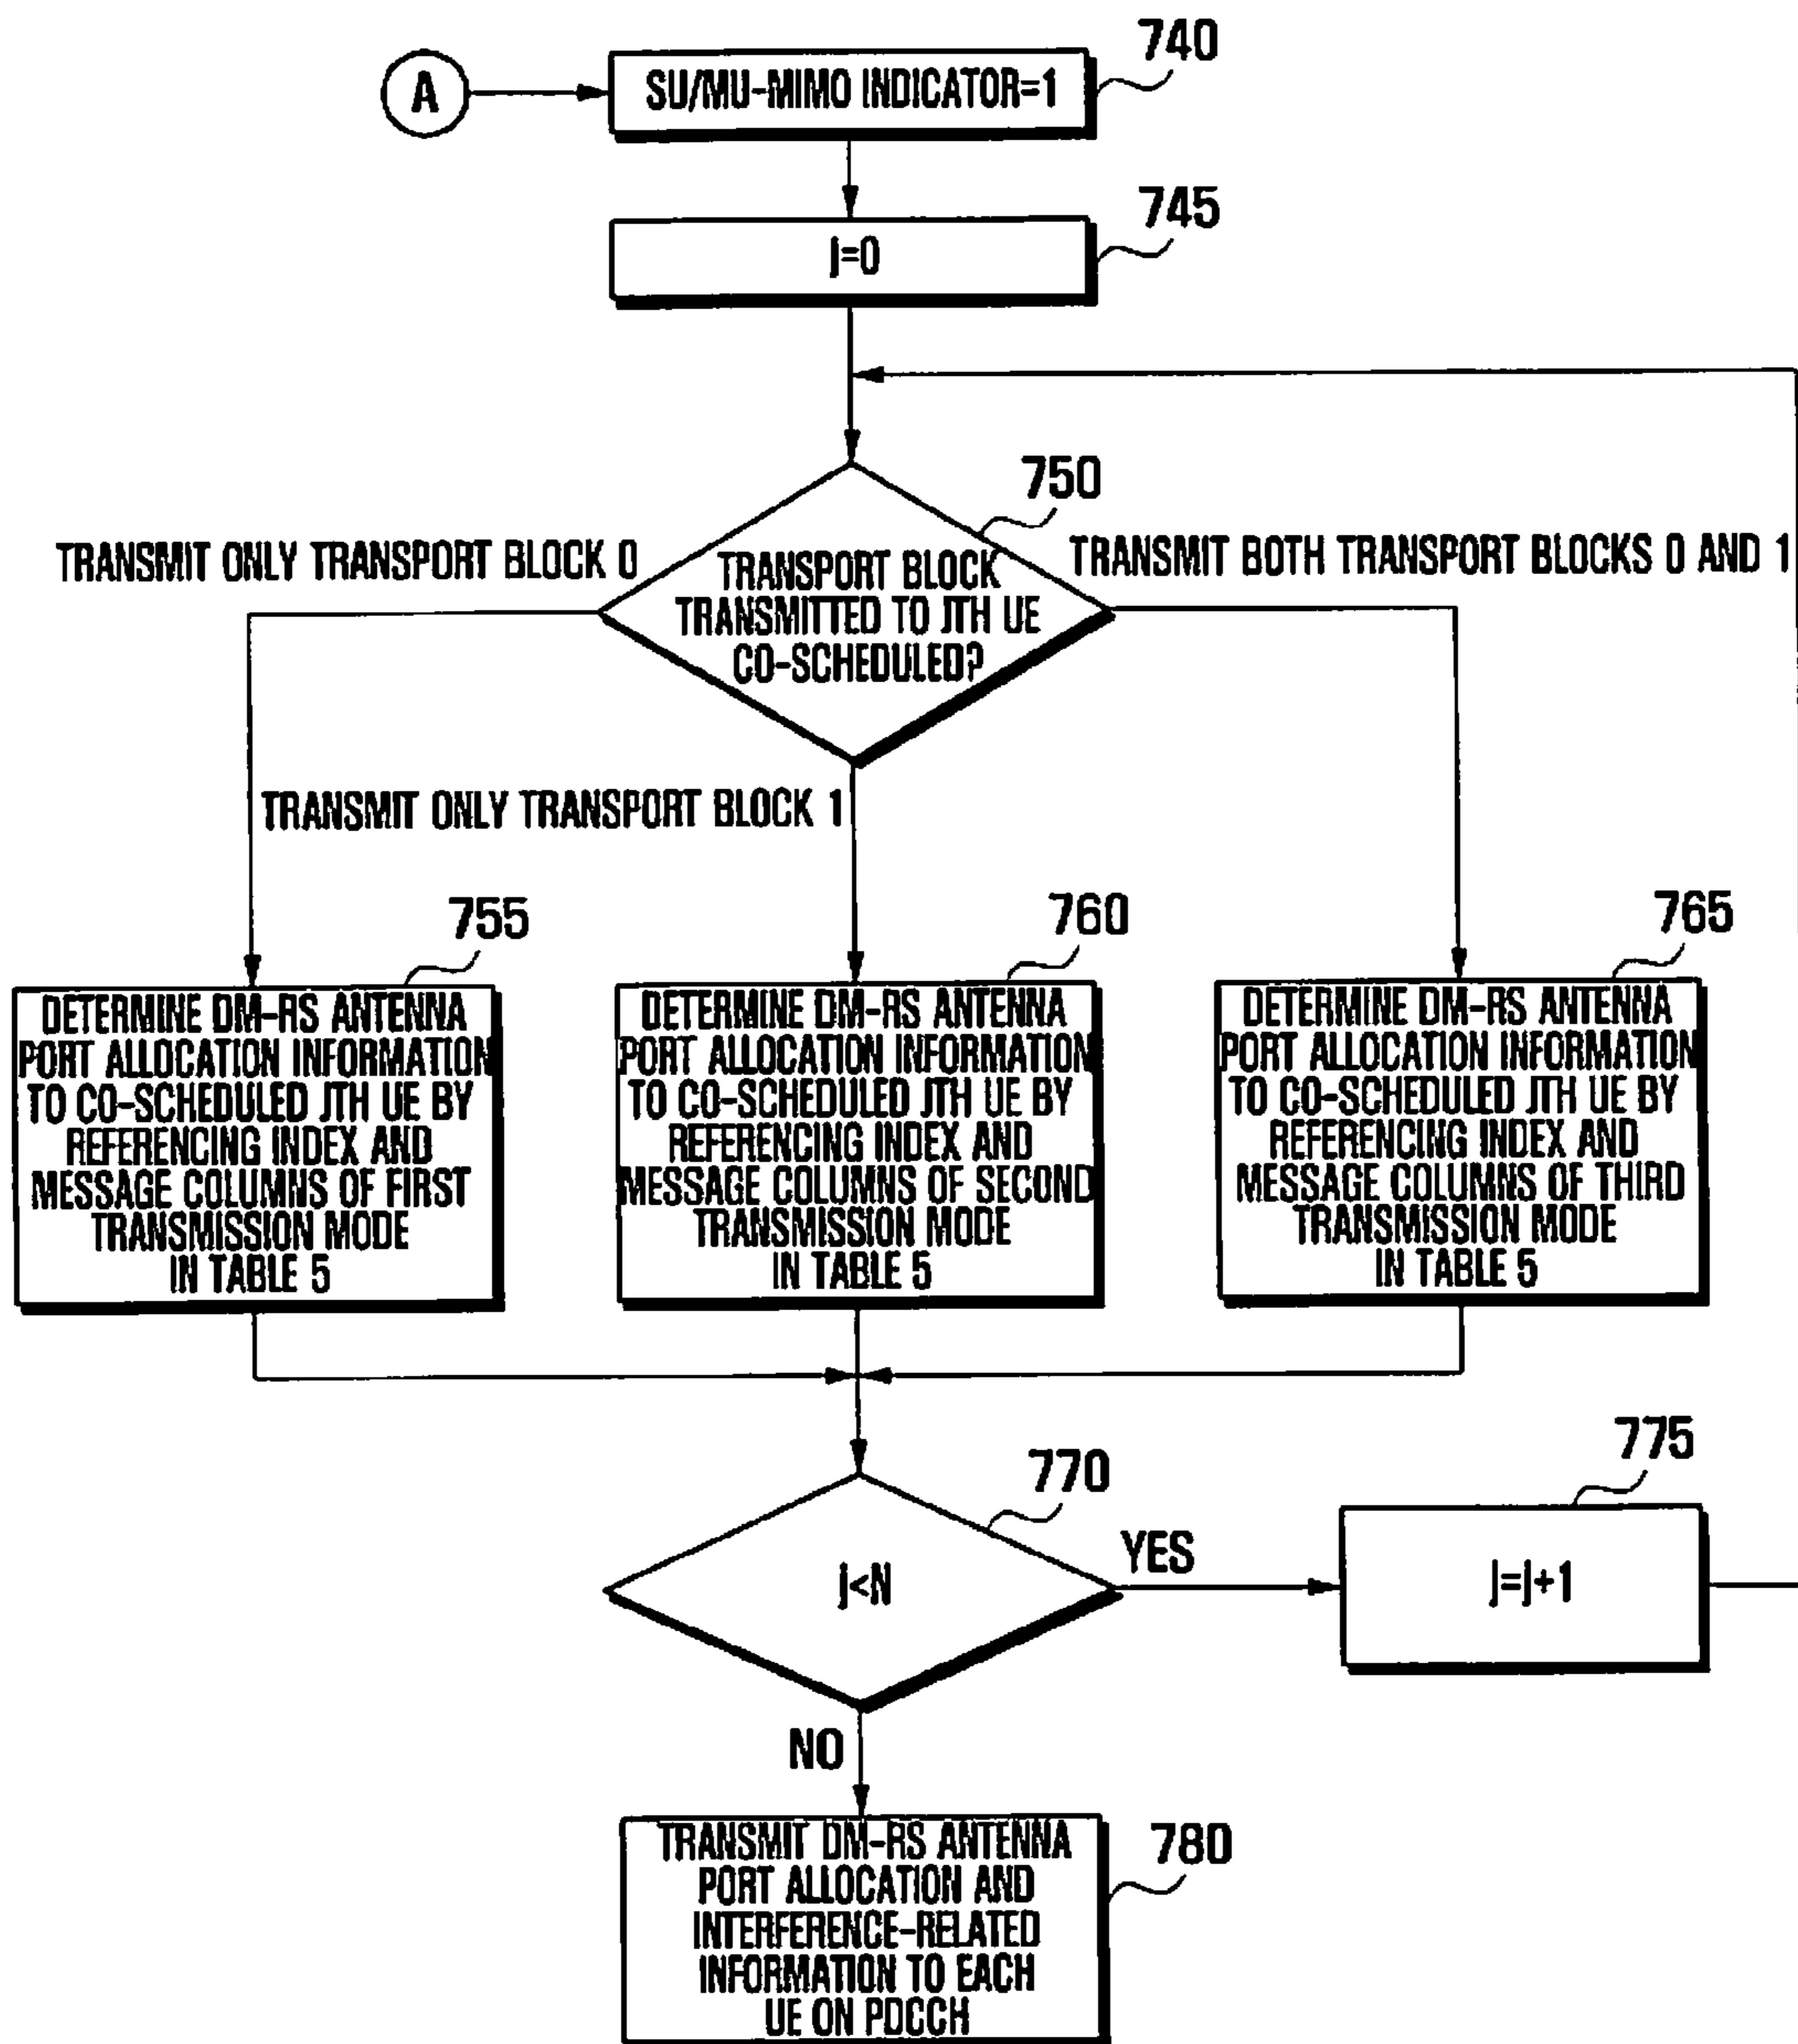 740
A
SU/MU-MIMO INDICATOR=1
745
j=0
750
TRANSMIT ONLY TRANSPORT BLOCK 0
TRANSMIT BOTH TRANSPORT BLOCKS 0 AND 1
TRANSPORT BLOCK
TRANSMITTED TO JTH UE
CO-SCHEDULED?
TRANSMIT ONLY TRANSPORT BLOCK 1
755
DETERMINE DM-RS ANTENNA
PORT ALLOCATION INFORMATION
TO CO-SCHEDULED JTH UE BY
REFERENCING INDEX AND
MESSAGE COLUMNS OF FIRST
TRANSMISSION MODE
IN TABLE 5
760
DETERMINE DM-RS ANTENNA
PORT ALLOCATION INFORMATION
TO CO-SCHEDULED JTH UE BY
REFERENCING INDEX AND
MESSAGE COLUMNS OF SECOND
TRANSMISSION MODE
IN TABLE 5
765
DETERMINE DM-RS ANTENNA
PORT ALLOCATION INFORMATION
TO CO-SCHEDULED JTH UE BY
REFERENCING INDEX AND
MESSAGE COLUMNS OF THIRD
TRANSMISSION MODE
IN TABLE 5
770
j<N
YES
775
j=j+1
NO
780
TRANSMIT DM-RS ANTENNA
PORT ALLOCATION AND
INTERFERENCE-RELATED
INFORMATION TO EACH
UE ON PDCCH